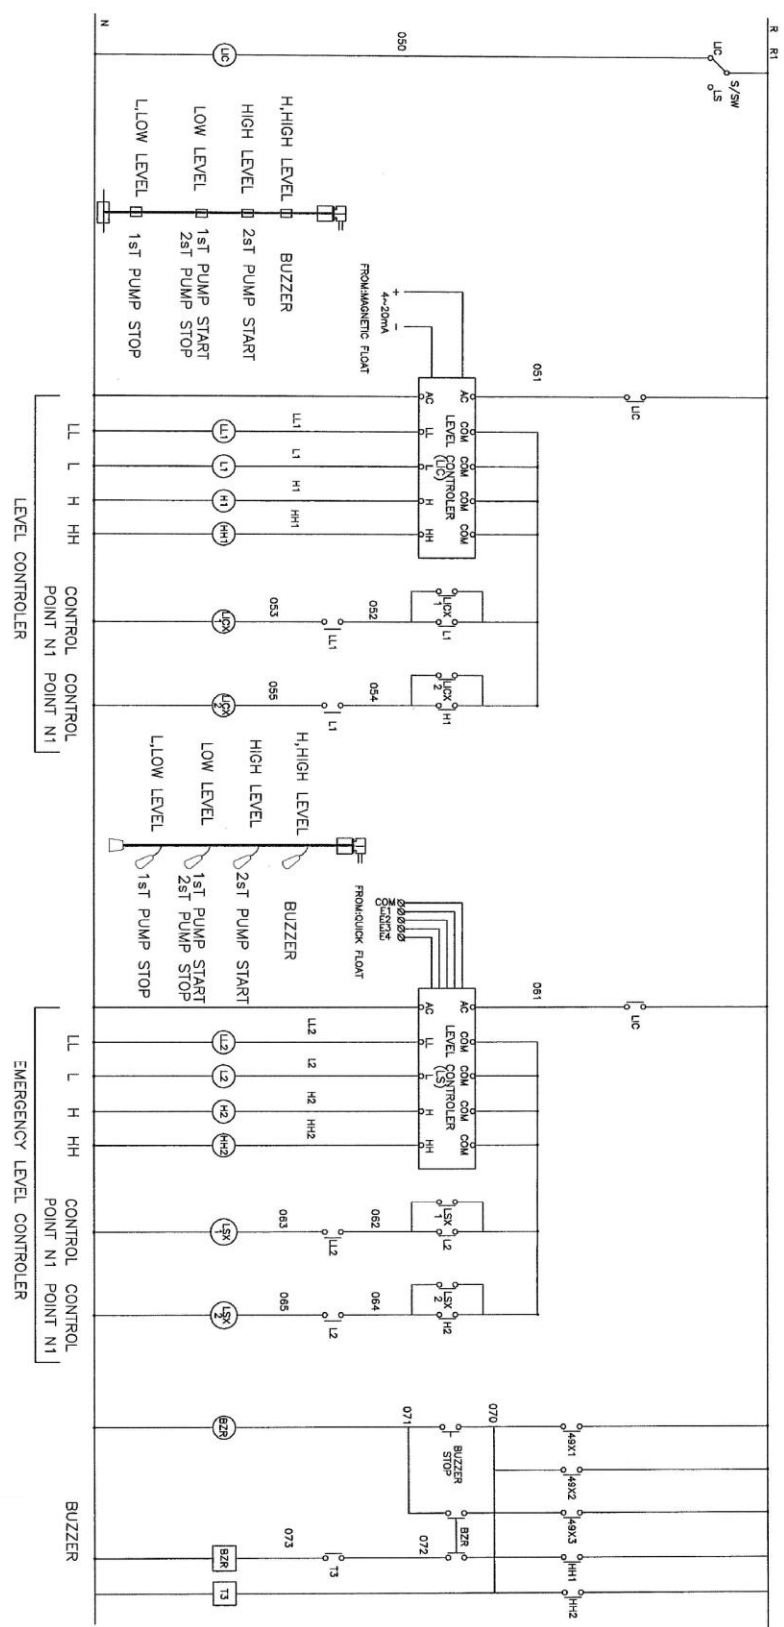 R R1
S/SW
LIC
LS
050
LIC
N
H,HIGH LEVEL
BUZZER
HIGH LEVEL
2sT PUMP START
LOW LEVEL
1sT PUMP START
2sT PUMP STOP
L,LOW LEVEL
1sT PUMP STOP
+ -
4~20mA
FROM:MAGNETIC FLOAT
LIC
051
AC COM COM COM COM
LEVEL CONTROLER
(LIC)
AC LL L H HH
LL1
L1
H1
HH1
LL1 L1 H1 HH1
LICX
1
L1
052
LL1
053
LICX
1
LICX
2
H1
054
L1
055
LICX
2
LL L H HH
CONTROL
POINT N1
CONTROL
POINT N1
LEVEL CONTROLER
H,HIGH LEVEL
BUZZER
HIGH LEVEL
2sT PUMP START
LOW LEVEL
1sT PUMP START
2sT PUMP STOP
L,LOW LEVEL
1sT PUMP STOP
COM
E1
E2
E3
E4
FROM:QUICK FLOAT
LIC
061
AC COM COM COM COM
LEVEL CONTROLER
(LS)
AC LL L H HH
LL2
L2
H2
HH2
LL2 L2 H2 HH2
LSX
1
L2
062
LL2
063
LSX
1
LSX
2
H2
064
L2
065
LSX
2
LL L H HH
CONTROL
POINT N1
CONTROL
POINT N1
EMERGENCY LEVEL CONTROLER
49X1 49X2 49X3 HH1 HH2
070
BUZZER
STOP
BZR
071
072
T3
073
BZR BZR T3
BUZZER